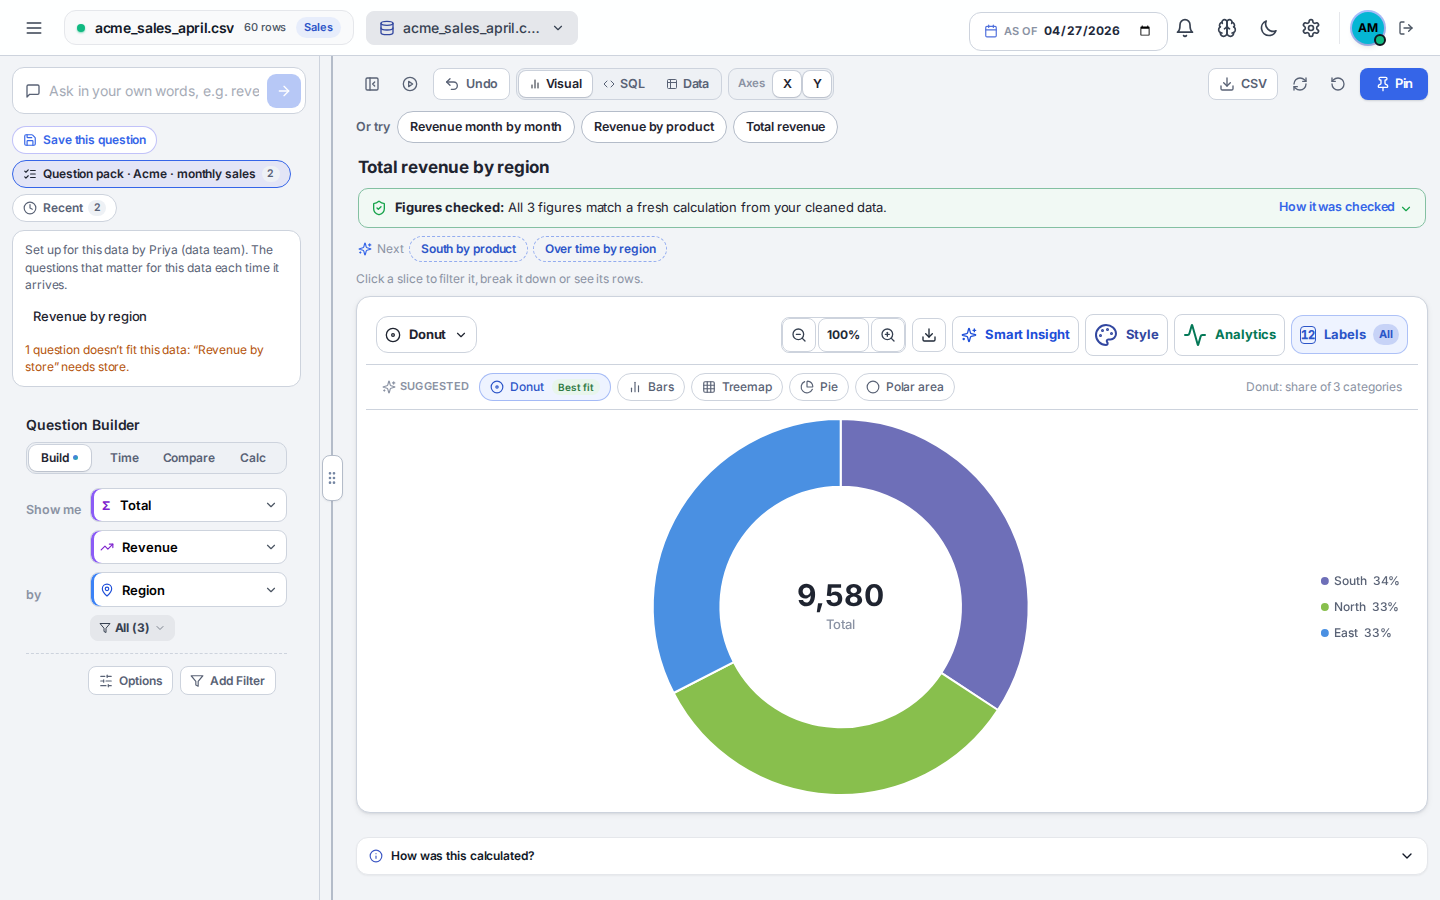 acme_sales_april.csv 60 rows Sales
acme_sales_april.c...
AS OF 04/27/2026
AM
Ask in your own words, e.g. reve
Save this question
Question pack · Acme · monthly sales 2
Recent 2
Set up for this data by Priya (data team). The
questions that matter for this data each time it
arrives.
Revenue by region
1 question doesn't fit this data: "Revenue by
store" needs store.
Question Builder
Build Time Compare Calc
Show me Σ Total
Revenue
by Region
All (3)
Options Add Filter
Undo Visual SQL Data Axes X Y
CSV Pin
Or try Revenue month by month Revenue by product Total revenue
Total revenue by region
Figures checked: All 3 figures match a fresh calculation from your cleaned data. How it was checked
Next South by product Over time by region
Click a slice to filter it, break it down or see its rows.
Donut 100% Smart Insight Style Analytics 12 Labels All
SUGGESTED Donut Best fit Bars Treemap Pie Polar area Donut: share of 3 categories
9,580
Total
South 34%
North 33%
East 33%
How was this calculated?